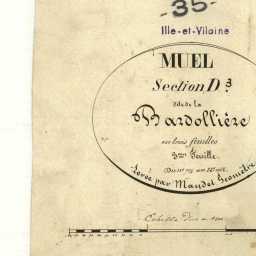 -35-
Ille-et-Vilaine
MUEL
Section D.3
dite de la
Bardollière
en trois feuilles
3me feuille.
Levée par Mandet Géomètre